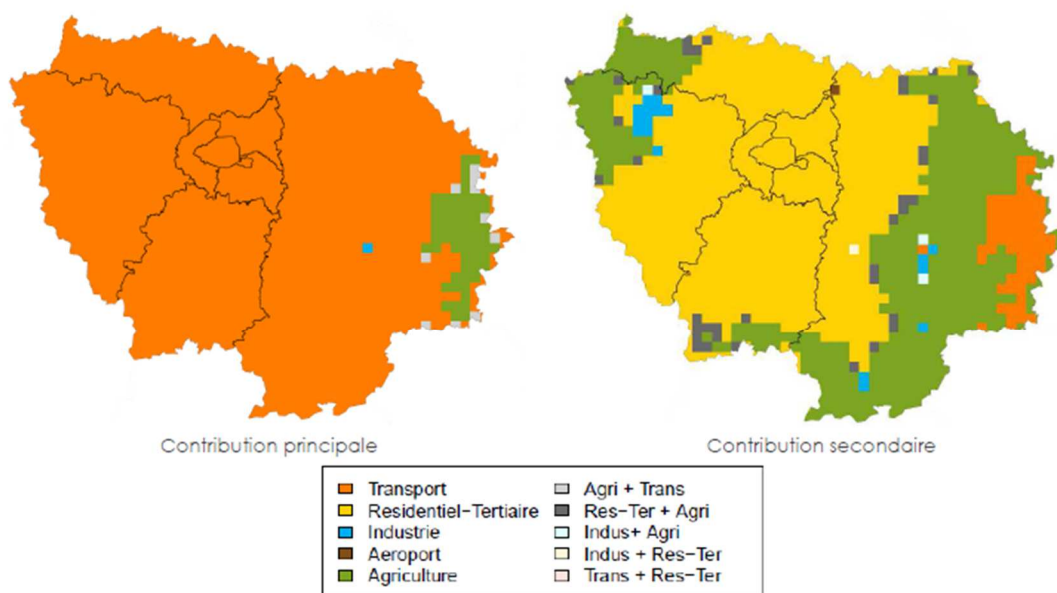 Contribution principale
Contribution secondaire
Transport
Residentiel-Tertiaire
Industrie
Aeroport
Agriculture
Agri + Trans
Res-Ter + Agri
Indus+ Agri
Indus + Res-Ter
Trans + Res-Ter